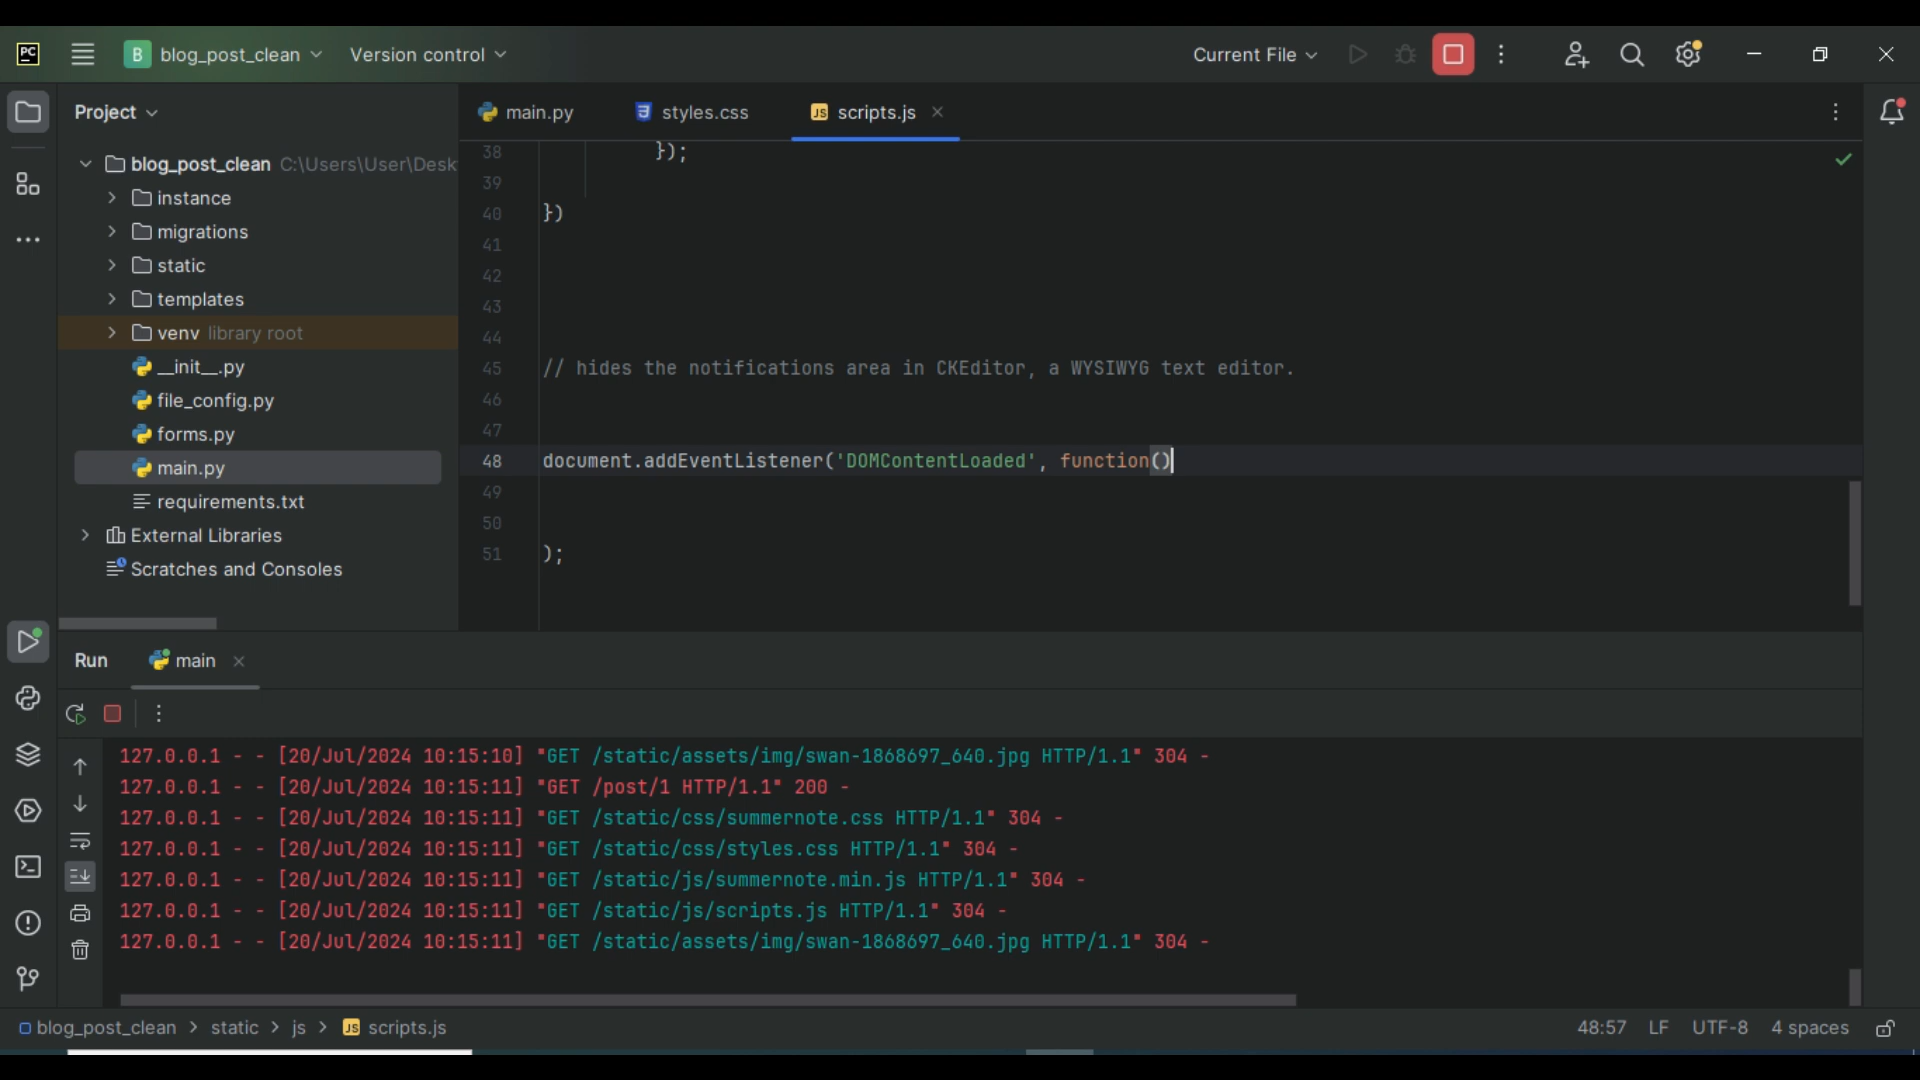 PC
B blog_post_clean
Version control
Current File
Project
main.py
styles.css
JS scripts.js
blog_post_clean C:\Users\User\Desk
instance
migrations
static
templates
venv library root
__init__.py
file_config.py
forms.py
main.py
requirements.txt
External Libraries
Scratches and Consoles
38 });
39
40 })
41
42
43
44
45 // hides the notifications area in CKEditor, a WYSIWYG text editor.
46
47
48 document.addEventListener('DOMContentLoaded', function()
49
50
51 );
Run
main
127.0.0.1 - - [20/Jul/2024 10:15:10] "GET /static/assets/img/swan-1868697_640.jpg HTTP/1.1" 304 -
127.0.0.1 - - [20/Jul/2024 10:15:11] "GET /post/1 HTTP/1.1" 200 -
127.0.0.1 - - [20/Jul/2024 10:15:11] "GET /static/css/summernote.css HTTP/1.1" 304 -
127.0.0.1 - - [20/Jul/2024 10:15:11] "GET /static/css/styles.css HTTP/1.1" 304 -
127.0.0.1 - - [20/Jul/2024 10:15:11] "GET /static/js/summernote.min.js HTTP/1.1" 304 -
127.0.0.1 - - [20/Jul/2024 10:15:11] "GET /static/js/scripts.js HTTP/1.1" 304 -
127.0.0.1 - - [20/Jul/2024 10:15:11] "GET /static/assets/img/swan-1868697_640.jpg HTTP/1.1" 304 -
blog_post_clean > static > js > JS scripts.js
48:57 LF UTF-8 4 spaces